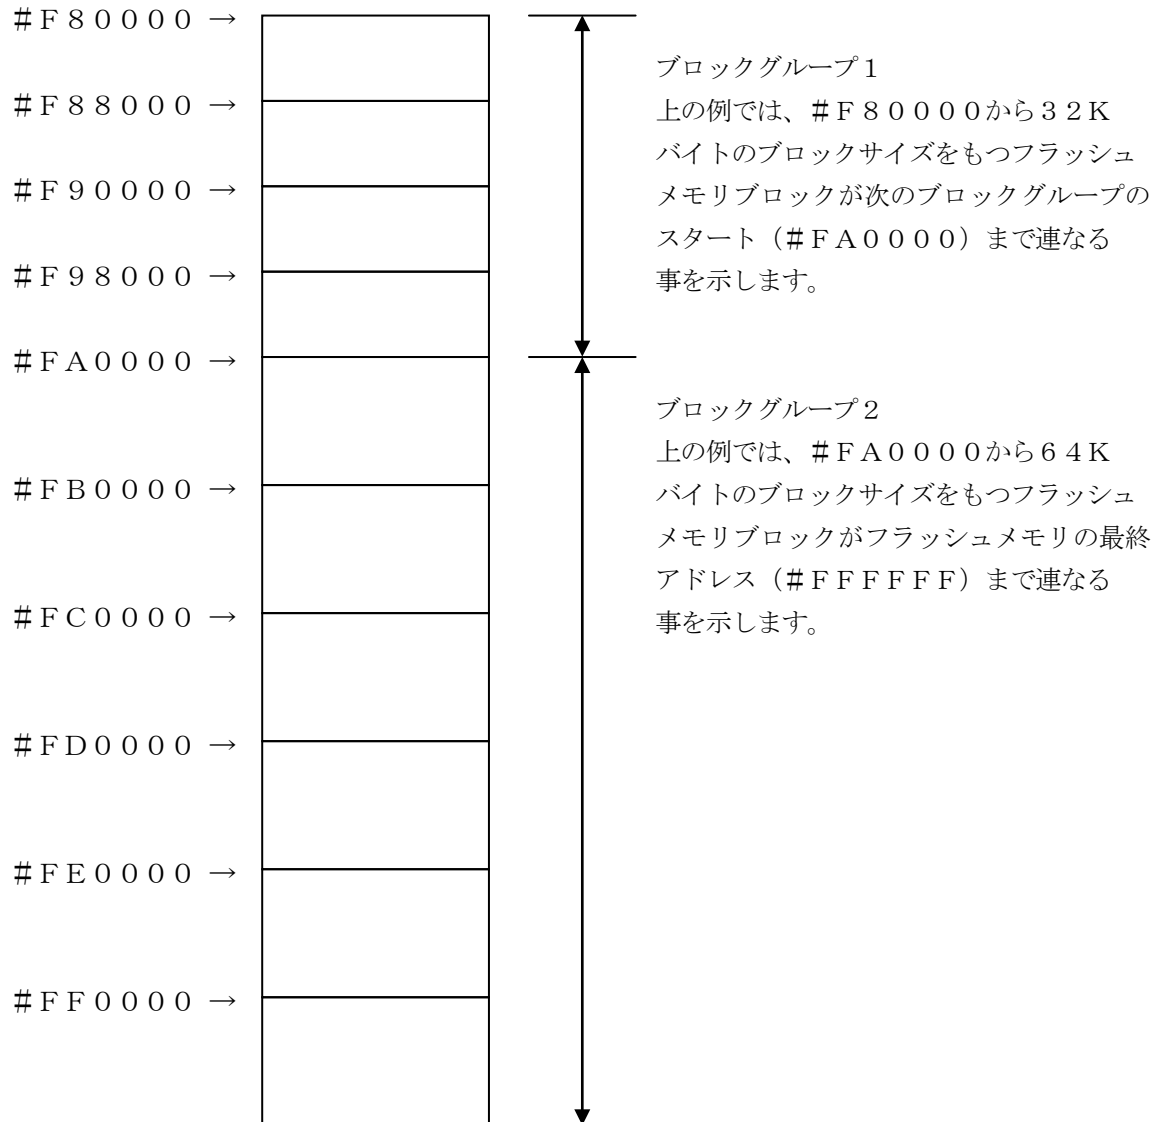 ＃Ｆ８００００ →
＃Ｆ８８０００ →
＃Ｆ９００００ →
＃Ｆ９８０００ →
＃ＦＡ００００ →
＃ＦＢ００００ →
＃ＦＣ００００ →
＃ＦＤ００００ →
＃ＦＥ００００ →
＃ＦＦ００００ →
ブロックグループ１
上の例では、＃Ｆ８００００から３２Ｋ
バイトのブロックサイズをもつフラッシュ
メモリブロックが次のブロックグループの
スタート（＃ＦＡ００００）まで連なる
事を示します。
ブロックグループ２
上の例では、＃ＦＡ００００から６４Ｋ
バイトのブロックサイズをもつフラッシュ
メモリブロックがフラッシュメモリの最終
アドレス（＃ＦＦＦＦＦＦ）まで連なる
事を示します。